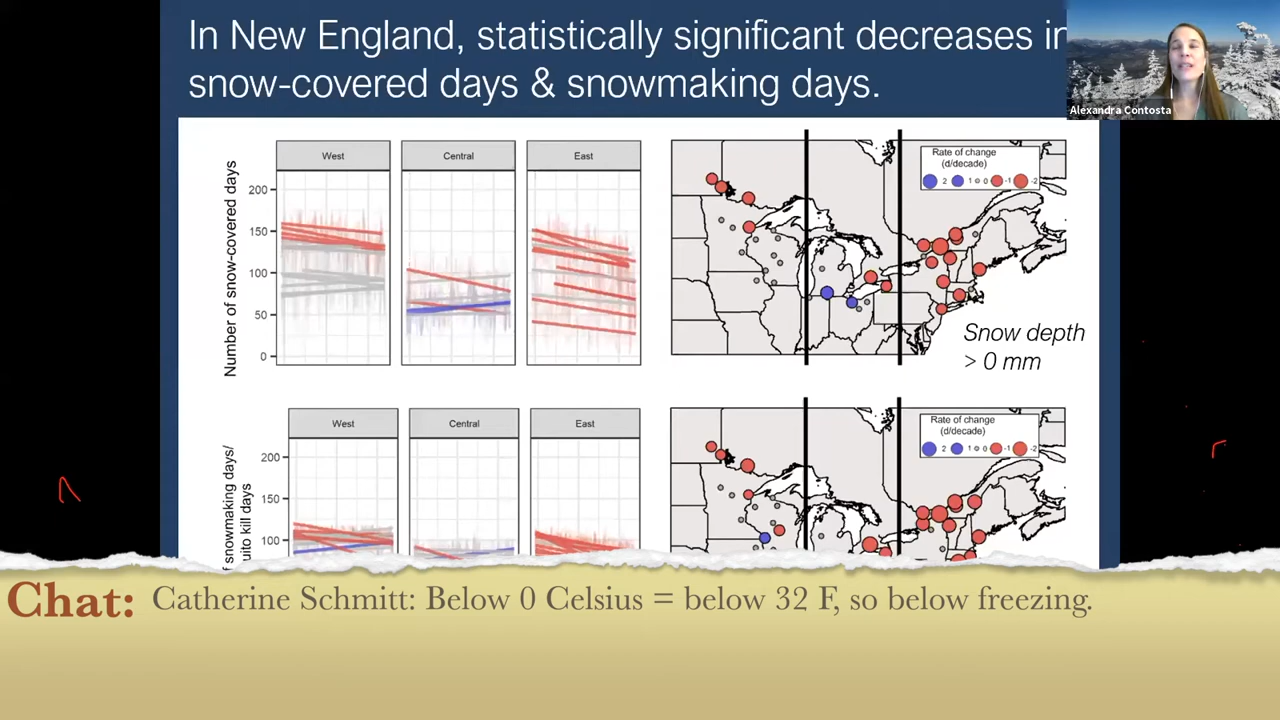 In New England, statistically significant decreases in
snow-covered days & snowmaking days.
Alexandra Contosta
Number of snow-covered days
West
Central
East
200
150
100
50
0
Rate of change
(d/decade)
2 1 0 -1 -2
Snow depth
> 0 mm
snowmaking days/
kill days
West
Central
East
200
150
100
Rate of change
(d/decade)
2 1 0 -1 -2
Chat: Catherine Schmitt: Below 0 Celsius = below 32 F, so below freezing.